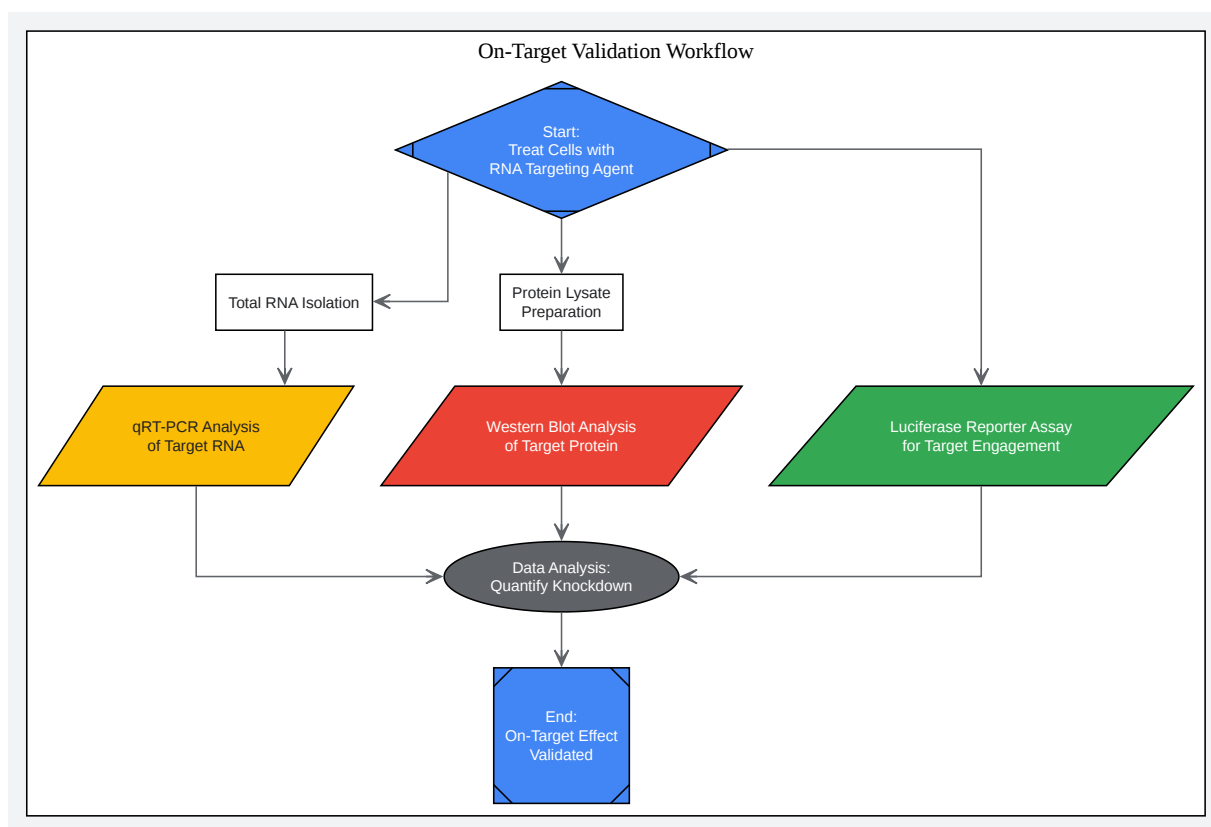 On-Target Validation Workflow
Start:
Treat Cells with
RNA Targeting Agent
Total RNA Isolation
Protein Lysate
Preparation
qRT-PCR Analysis
of Target RNA
Western Blot Analysis
of Target Protein
Luciferase Reporter Assay
for Target Engagement
Data Analysis:
Quantify Knockdown
End:
On-Target Effect
Validated